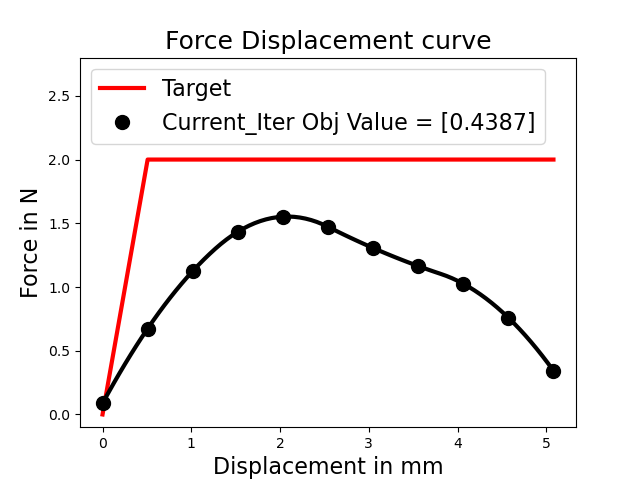 Force Displacement curve
Target
Current_Iter Obj Value = [0.4387]
Force in N
2.5
2.0
1.5
1.0
0.5
0.0
0 1 2 3 4 5
Displacement in mm